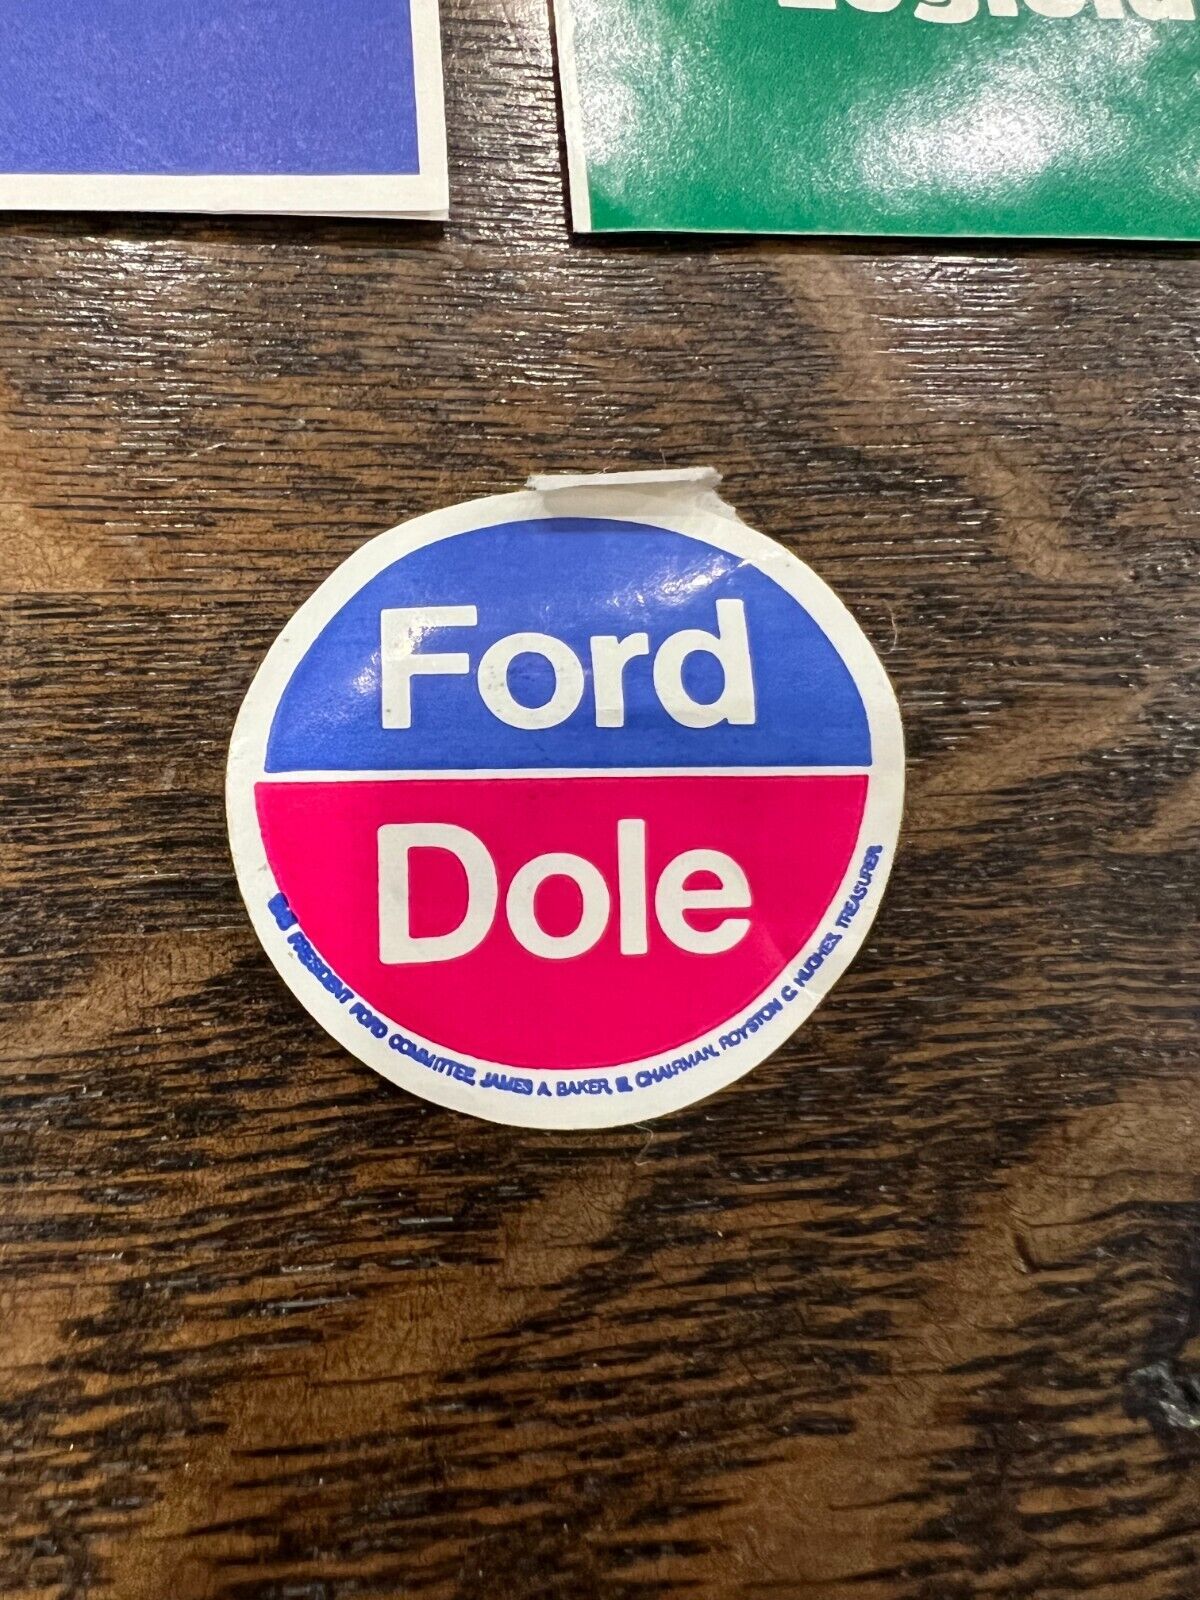 Ford
Dole
PRESIDENT FORD COMMITTEE, JAMES A. BAKER, III, CHAIRMAN, ROYSTON C. HUGHES, TREASURER.